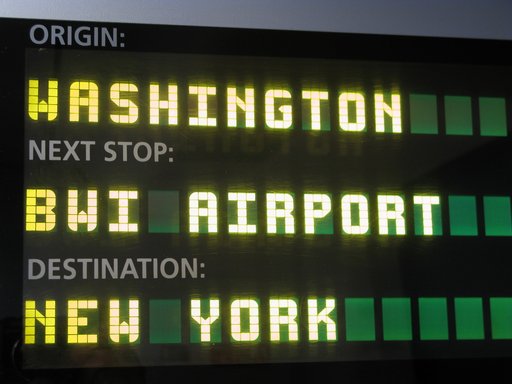 ORIGIN:
WASHINGTON
NEXT STOP:
BWI AIRPORT
DESTINATION:
NEW YORK